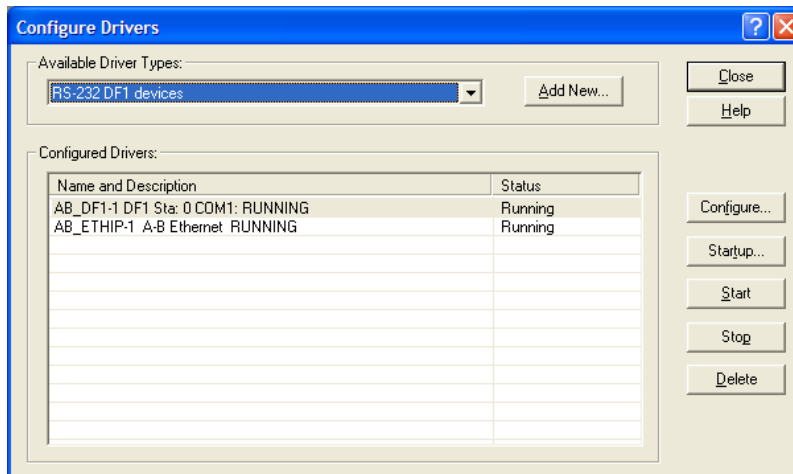 Configure Drivers
Available Driver Types:
RS-232 DF1 devices
Add New...
Close
Help
Configured Drivers:
Name and Description Status
AB_DF1-1 DF1 Sta: 0 COM1: RUNNING Running
AB_ETHIP-1 A-B Ethernet RUNNING Running
Configure...
Startup...
Start
Stop
Delete